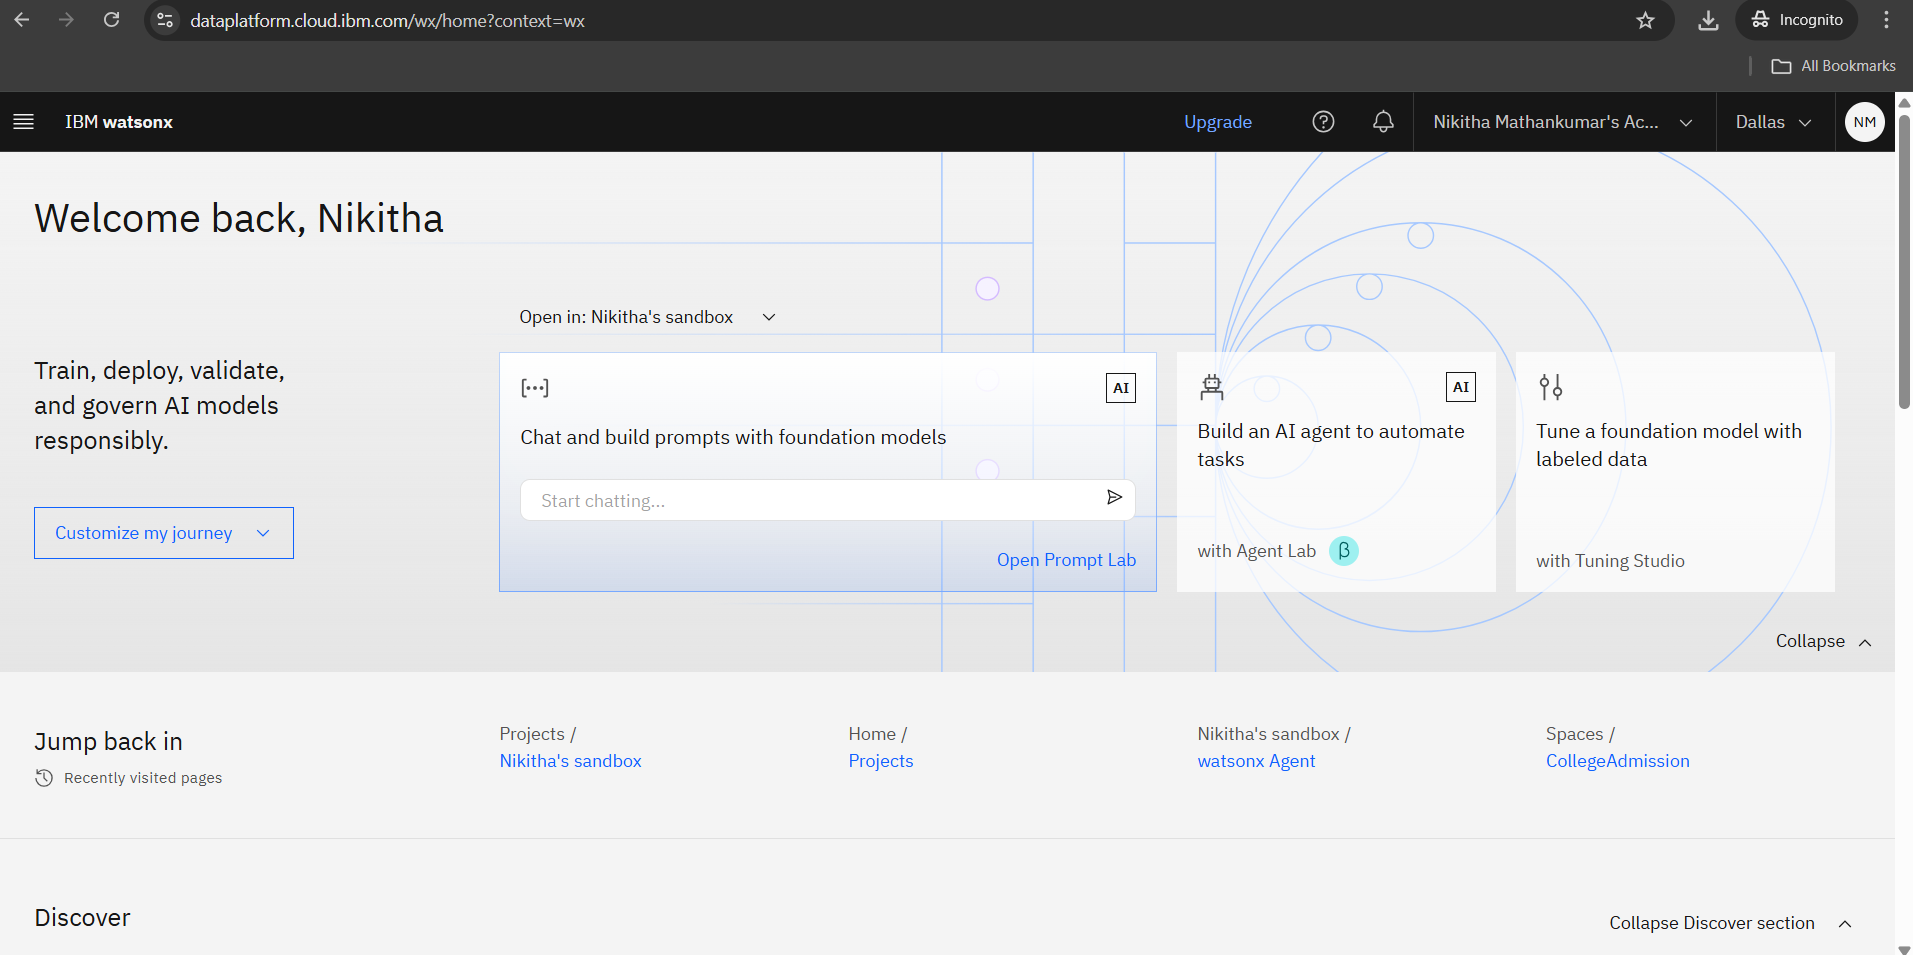 dataplatform.cloud.ibm.com/wx/home?context=wx
Incognito
All Bookmarks
IBM watsonx
Upgrade
Nikitha Mathankumar's Ac...
Dallas
NM
Welcome back, Nikitha
Open in: Nikitha's sandbox
Train, deploy, validate,
and govern AI models
responsibly.
Customize my journey
AI
Chat and build prompts with foundation models
Start chatting...
Open Prompt Lab
AI
Build an AI agent to automate
tasks
with Agent Lab β
Tune a foundation model with
labeled data
with Tuning Studio
Collapse
Jump back in
Recently visited pages
Projects /
Nikitha's sandbox
Home /
Projects
Nikitha's sandbox /
watsonx Agent
Spaces /
CollegeAdmission
Discover
Collapse Discover section